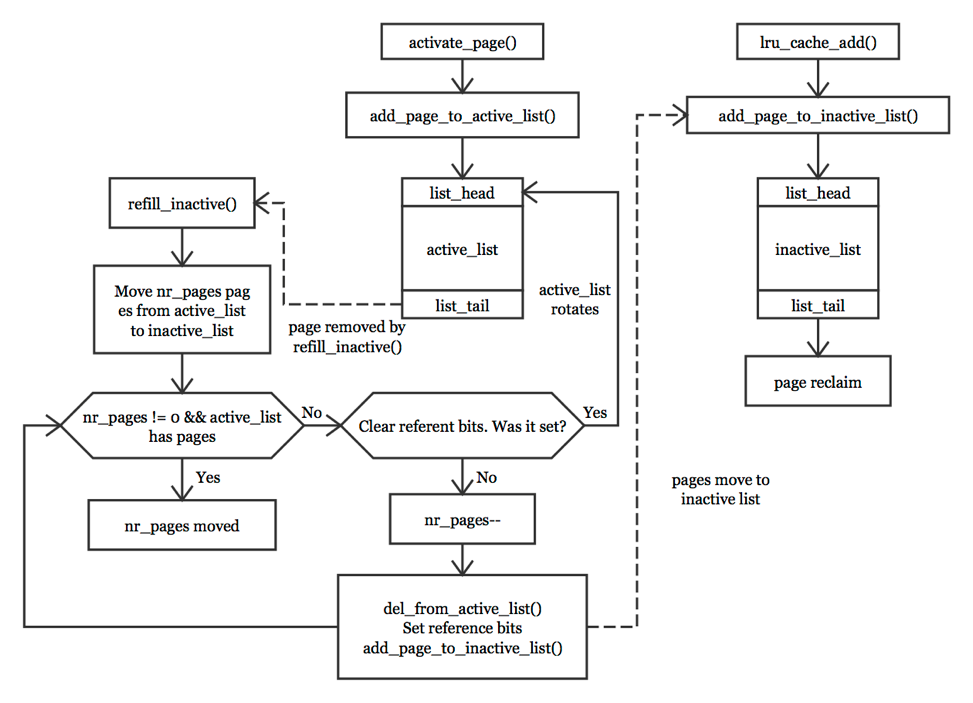 activate_page()
lru_cache_add()
add_page_to_active_list()
add_page_to_inactive_list()
refill_inactive()
list_head
active_list
list_tail
list_head
inactive_list
list_tail
active_list
rotates
Move nr_pages pag
es from active_list
to inactive_list
page removed by
refill_inactive()
page reclaim
nr_pages != 0 && active_list
has pages
No
Clear referent bits. Was it set?
Yes
Yes
No
pages move to
inactive list
nr_pages moved
nr_pages--
del_from_active_list()
Set reference bits
add_page_to_inactive_list()